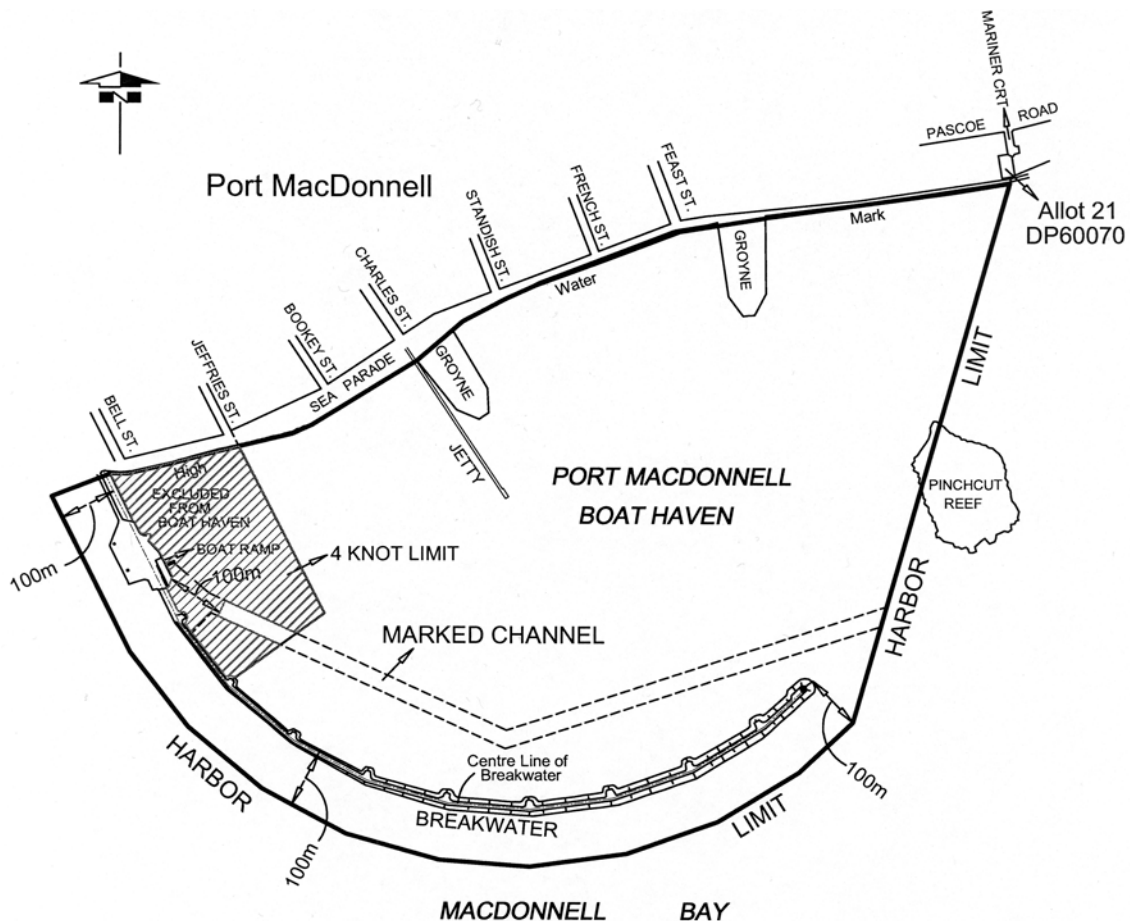 N
MARINER CRT
PASCOE ROAD
Port MacDonnell
FEAST ST.
FRENCH ST.
STANDISH ST.
CHARLES ST.
BOOKEY ST.
JEFFRIES ST.
BELL ST.
Allot 21
DP60070
Mark
Water
High
GROYNE
GROYNE
SEA PARADE
JETTY
LIMIT
HARBOR
PORT MACDONNELL
BOAT HAVEN
PINCHCUT
REEF
EXCLUDED
FROM
BOAT HAVEN
BOAT RAMP
100m
100m
4 KNOT LIMIT
MARKED CHANNEL
Centre Line of
Breakwater
BREAKWATER
HARBOR
LIMIT
100m
100m
MACDONNELL BAY